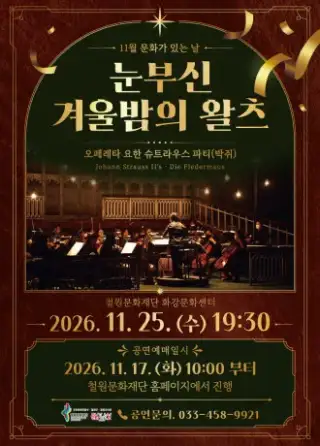 11월 문화가 있는 날
눈부신
겨울밤의 왈츠
오페레타 요한 슈트라우스 파티(박쥐)
Johann Strauss II's - Die Fledermaus
철원문화재단 화강문화센터
2026. 11. 25. (수) 19:30
공연예매일시
2026. 11. 17. (화) 10:00 부터
철원문화재단 홈페이지에서 진행
공연문의. 033-458-9921